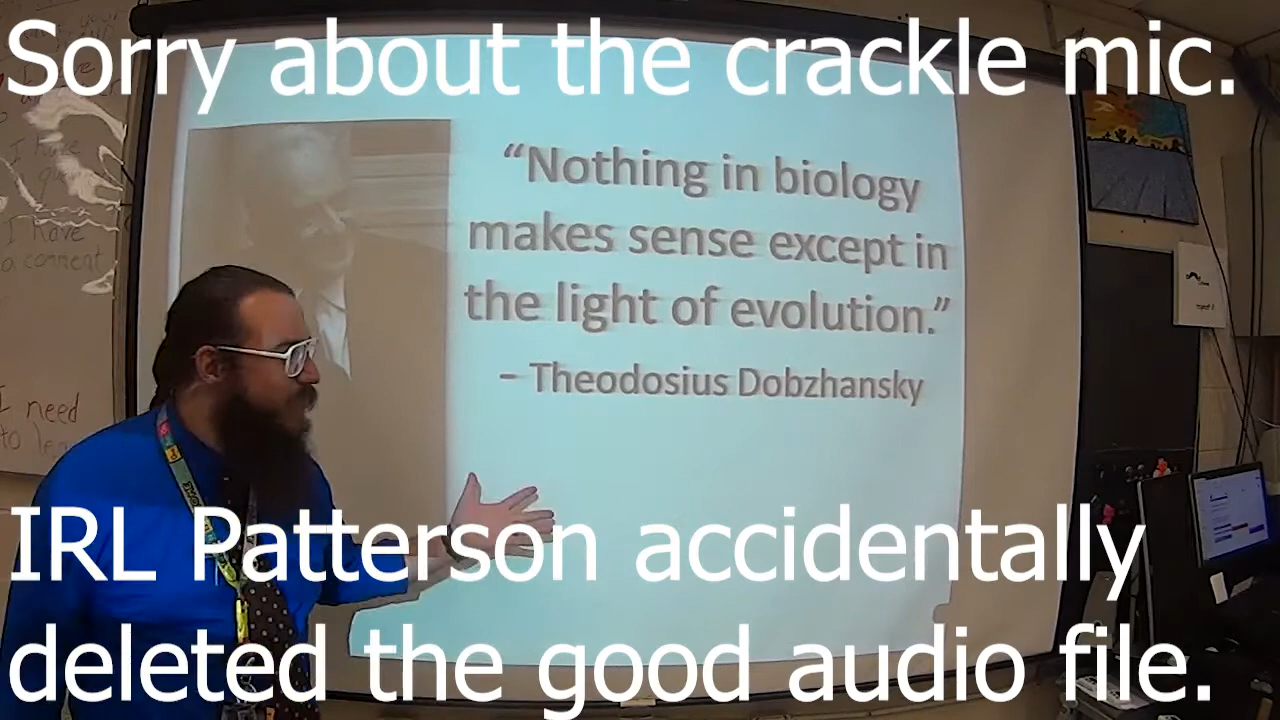 Sorry about the crackle mic.
“Nothing in biology
makes sense except in
the light of evolution.”
– Theodosius Dobzhansky
I have
a comment
I need
to
IRL Patterson accidentally
deleted the good audio file.